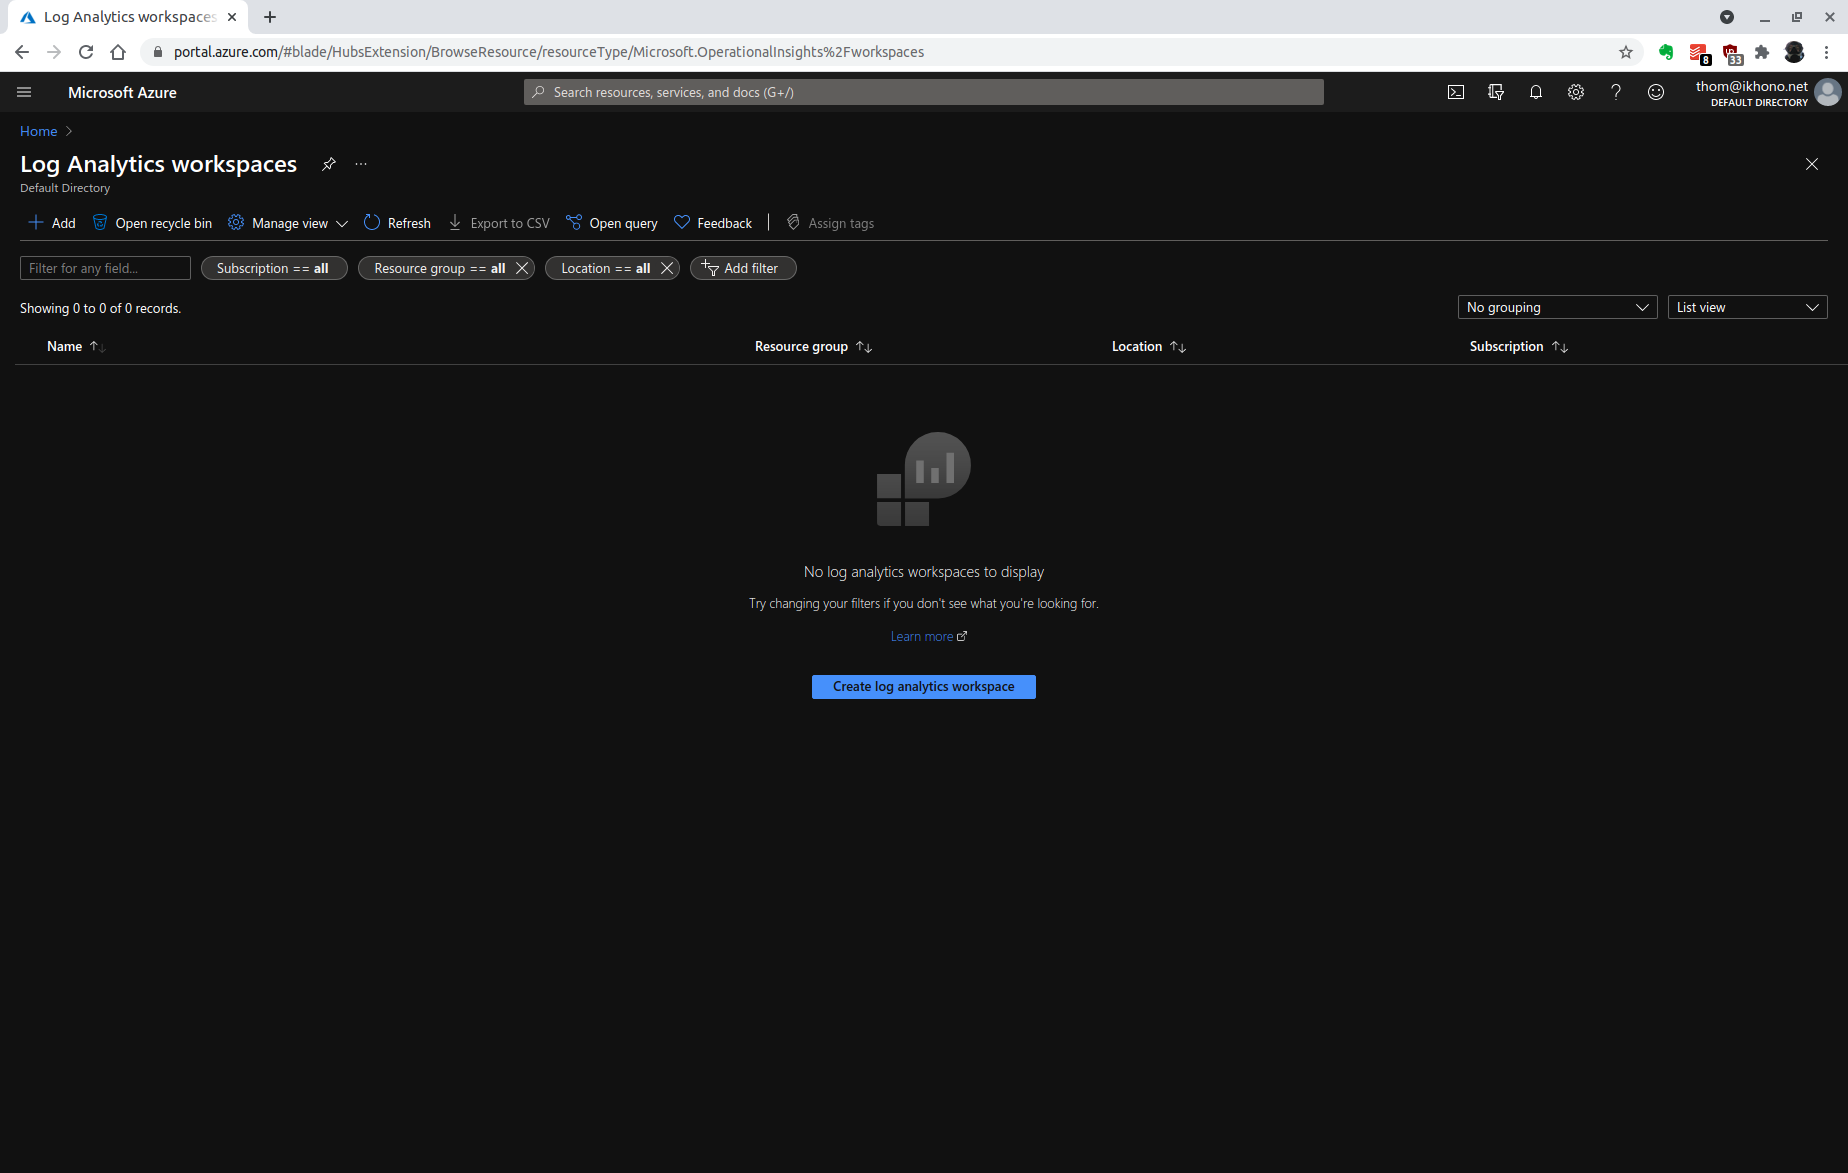 Log Analytics workspaces
portal.azure.com/#blade/HubsExtension/BrowseResource/resourceType/Microsoft.OperationalInsights%2Fworkspaces
8
33
Microsoft Azure
Search resources, services, and docs (G+/)
thom@ikhono.net
DEFAULT DIRECTORY
Home
Log Analytics workspaces
Default Directory
Add
Open recycle bin
Manage view
Refresh
Export to CSV
Open query
Feedback
Assign tags
Filter for any field...
Subscription == all
Resource group == all
Location == all
Add filter
Showing 0 to 0 of 0 records.
No grouping
List view
Name
Resource group
Location
Subscription
No log analytics workspaces to display
Try changing your filters if you don't see what you're looking for.
Learn more
Create log analytics workspace